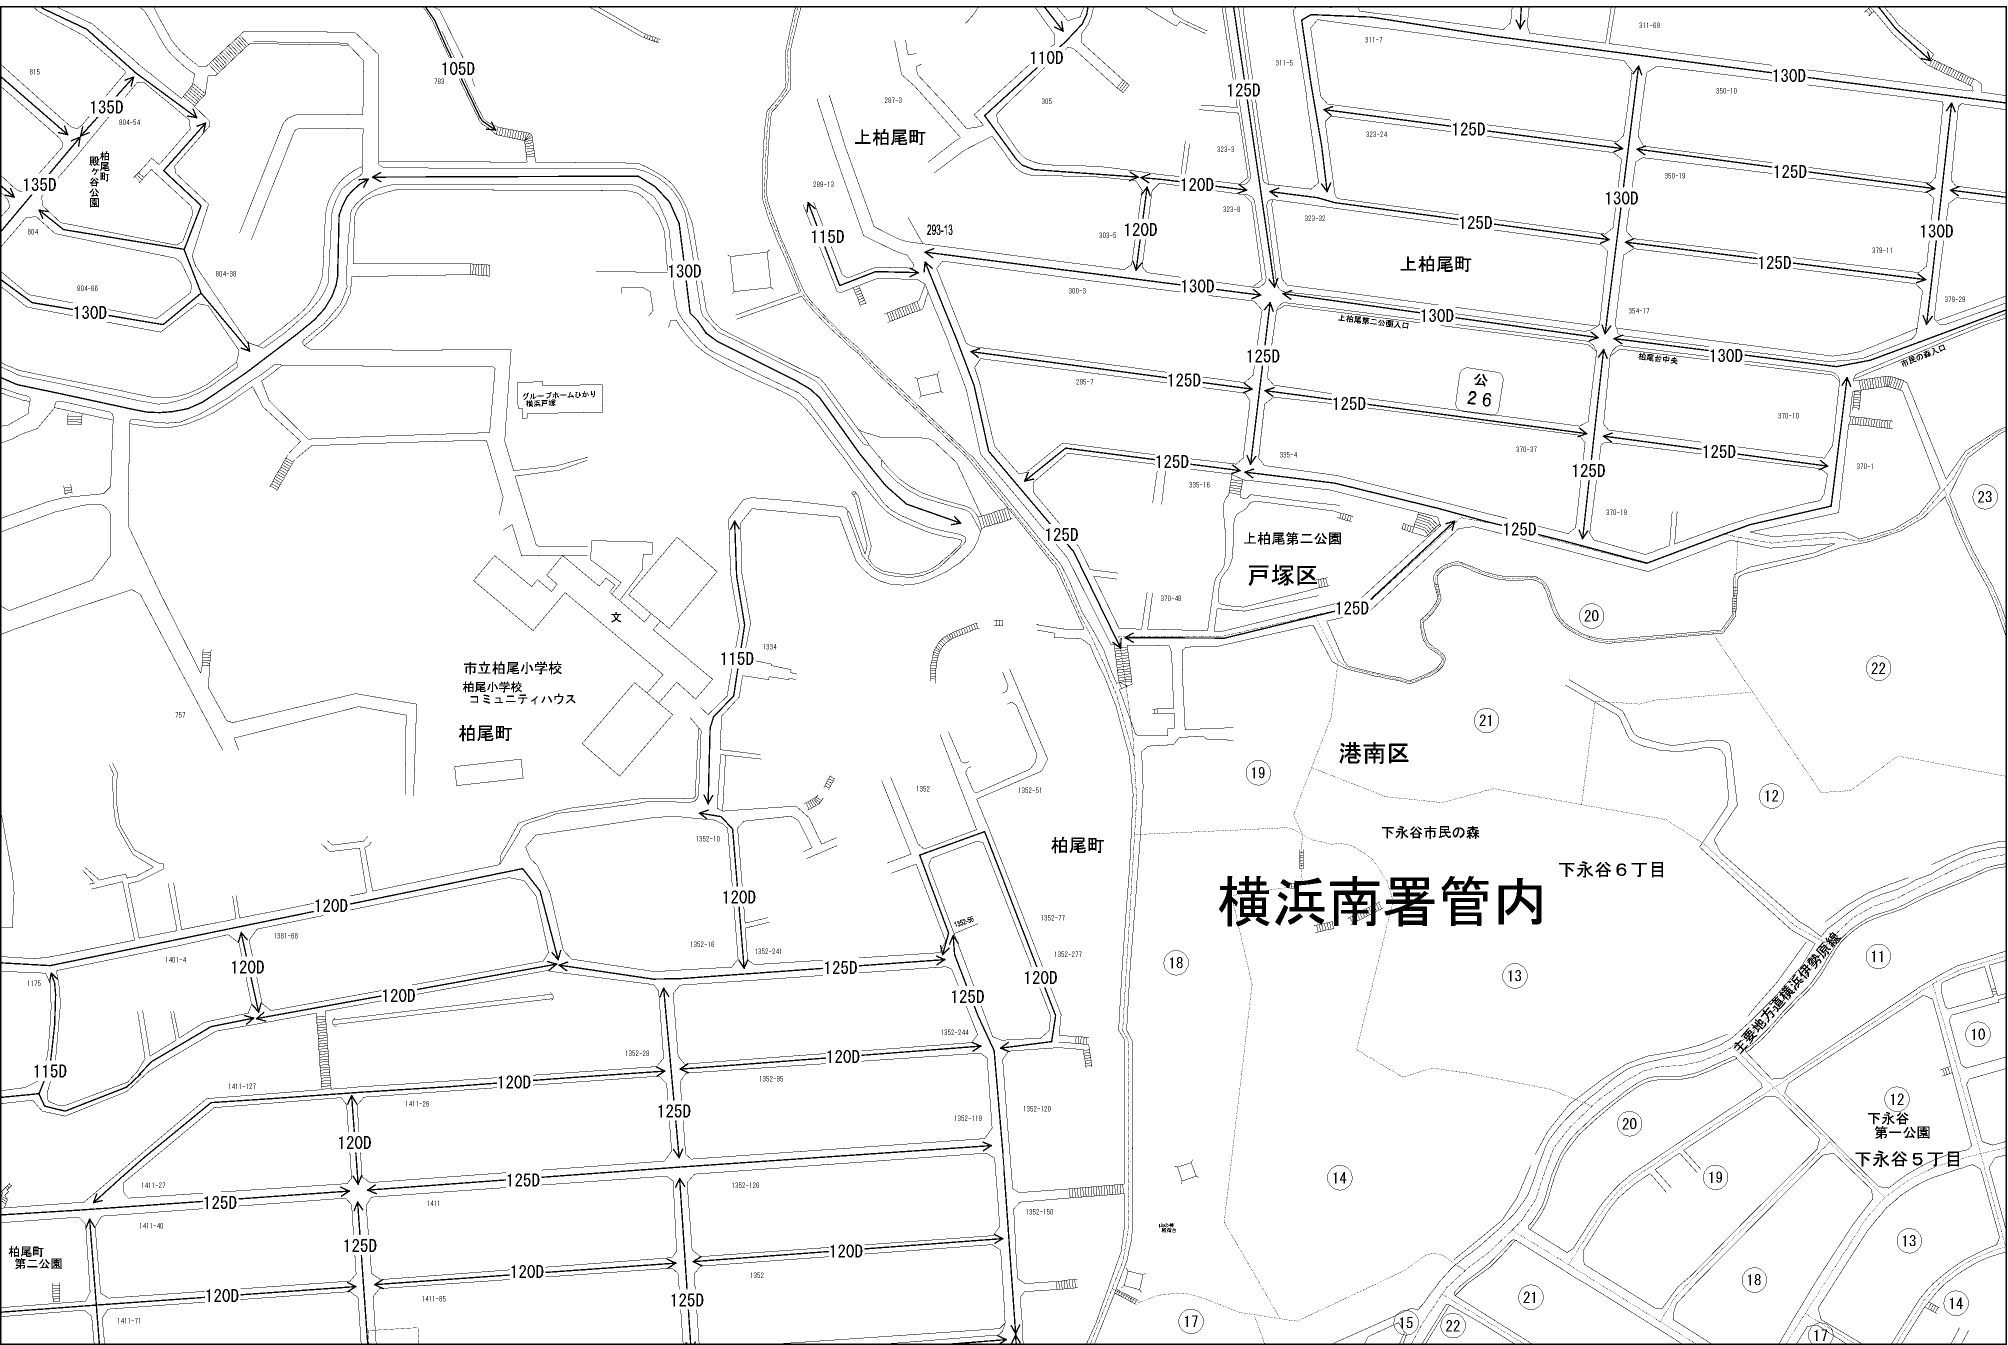 105D
110D
125D
130D
311-69
311-7
311-5
815
783
135D
804-54
287-3
305
350-10
柏尾町
殿ヶ谷公園
上柏尾町
323-24
125D
323-3
350-19
125D
135D
289-13
120D
323-8
323-32
130D
804
115D
293-13
303-5
120D
125D
130D
379-11
804-38
130D
上柏尾町
125D
804-66
300-3
130D
379-29
130D
130D
354-17
上柏尾第二公園入口
柏尾台中央
130D
市民の森入口
125D
295-7
125D
公
26
グループホームひかり
横浜戸塚
125D
370-10
335-4
370-37
125D
125D
125D
370-1
335-16
23
370-19
125D
125D
上柏尾第二公園
戸塚区
370-48
125D
20
文
1334
115D
市立柏尾小学校
柏尾小学校
コミュニティハウス
22
757
柏尾町
21
港南区
19
1352
1352-51
12
1352-10
柏尾町
下永谷市民の森
下永谷6丁目
120D
120D
横浜南署管内
1352-56
1352-77
1381-68
1352-16
1352-241
1352-277
1401-4
120D
125D
120D
18
13
11
主要地方道横浜伊勢原線
1175
120D
125D
1352-244
10
1352-28
120D
115D
1411-127
120D
1352-95
12
1411-26
125D
1352-119
1352-120
20
下永谷
第一公園
120D
下永谷5丁目
1411-27
125D
125D
1352-126
14
19
1411
1411-40
1352-150
柏尾町
第二公園
125D
120D
13
120D
1352
18
120D
125D
1411-85
21
14
1411-71
17
15
22
17